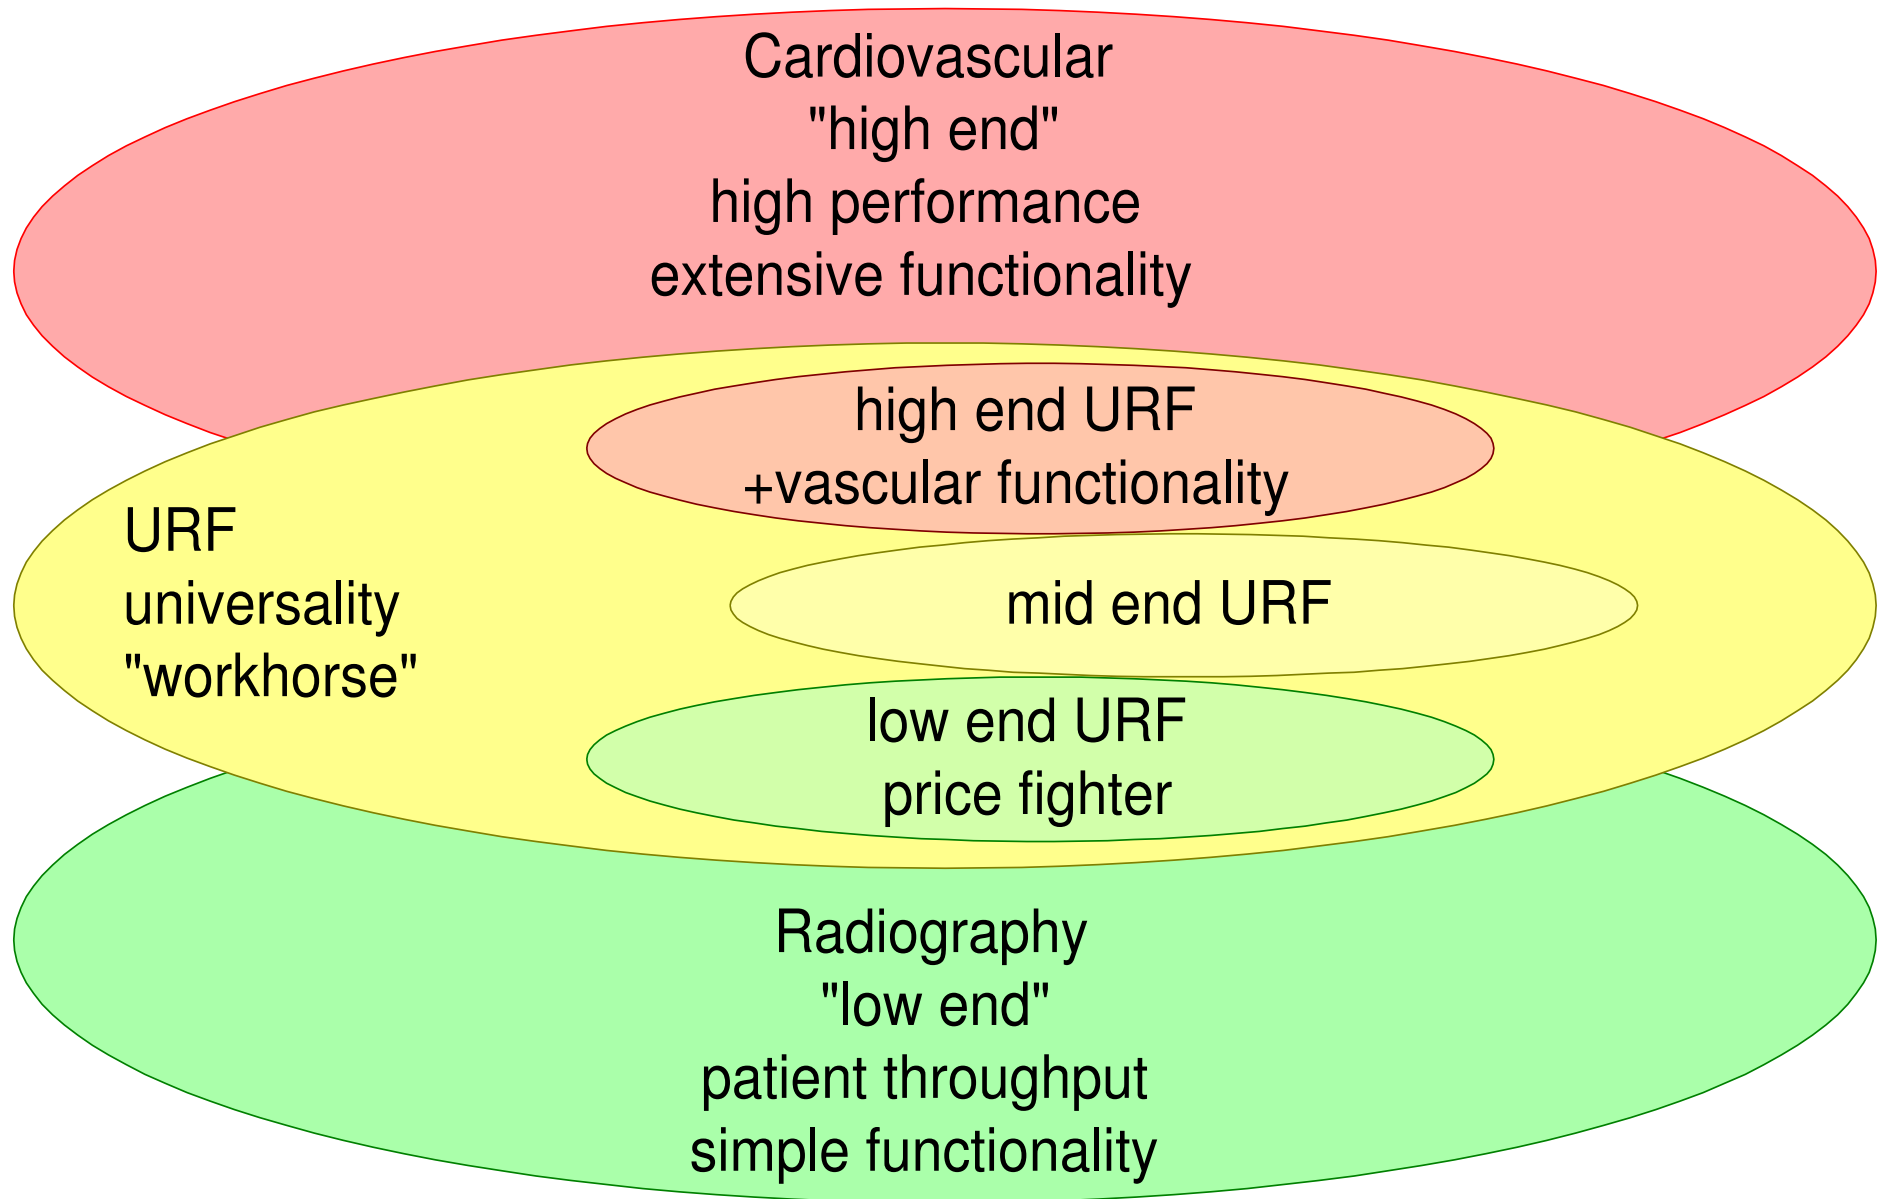 Cardiovascular
"high end"
high performance
extensive functionality
high end URF
+vascular functionality
URF
universality
"workhorse"
mid end URF
low end URF
price fighter
Radiography
"low end"
patient throughput
simple functionality